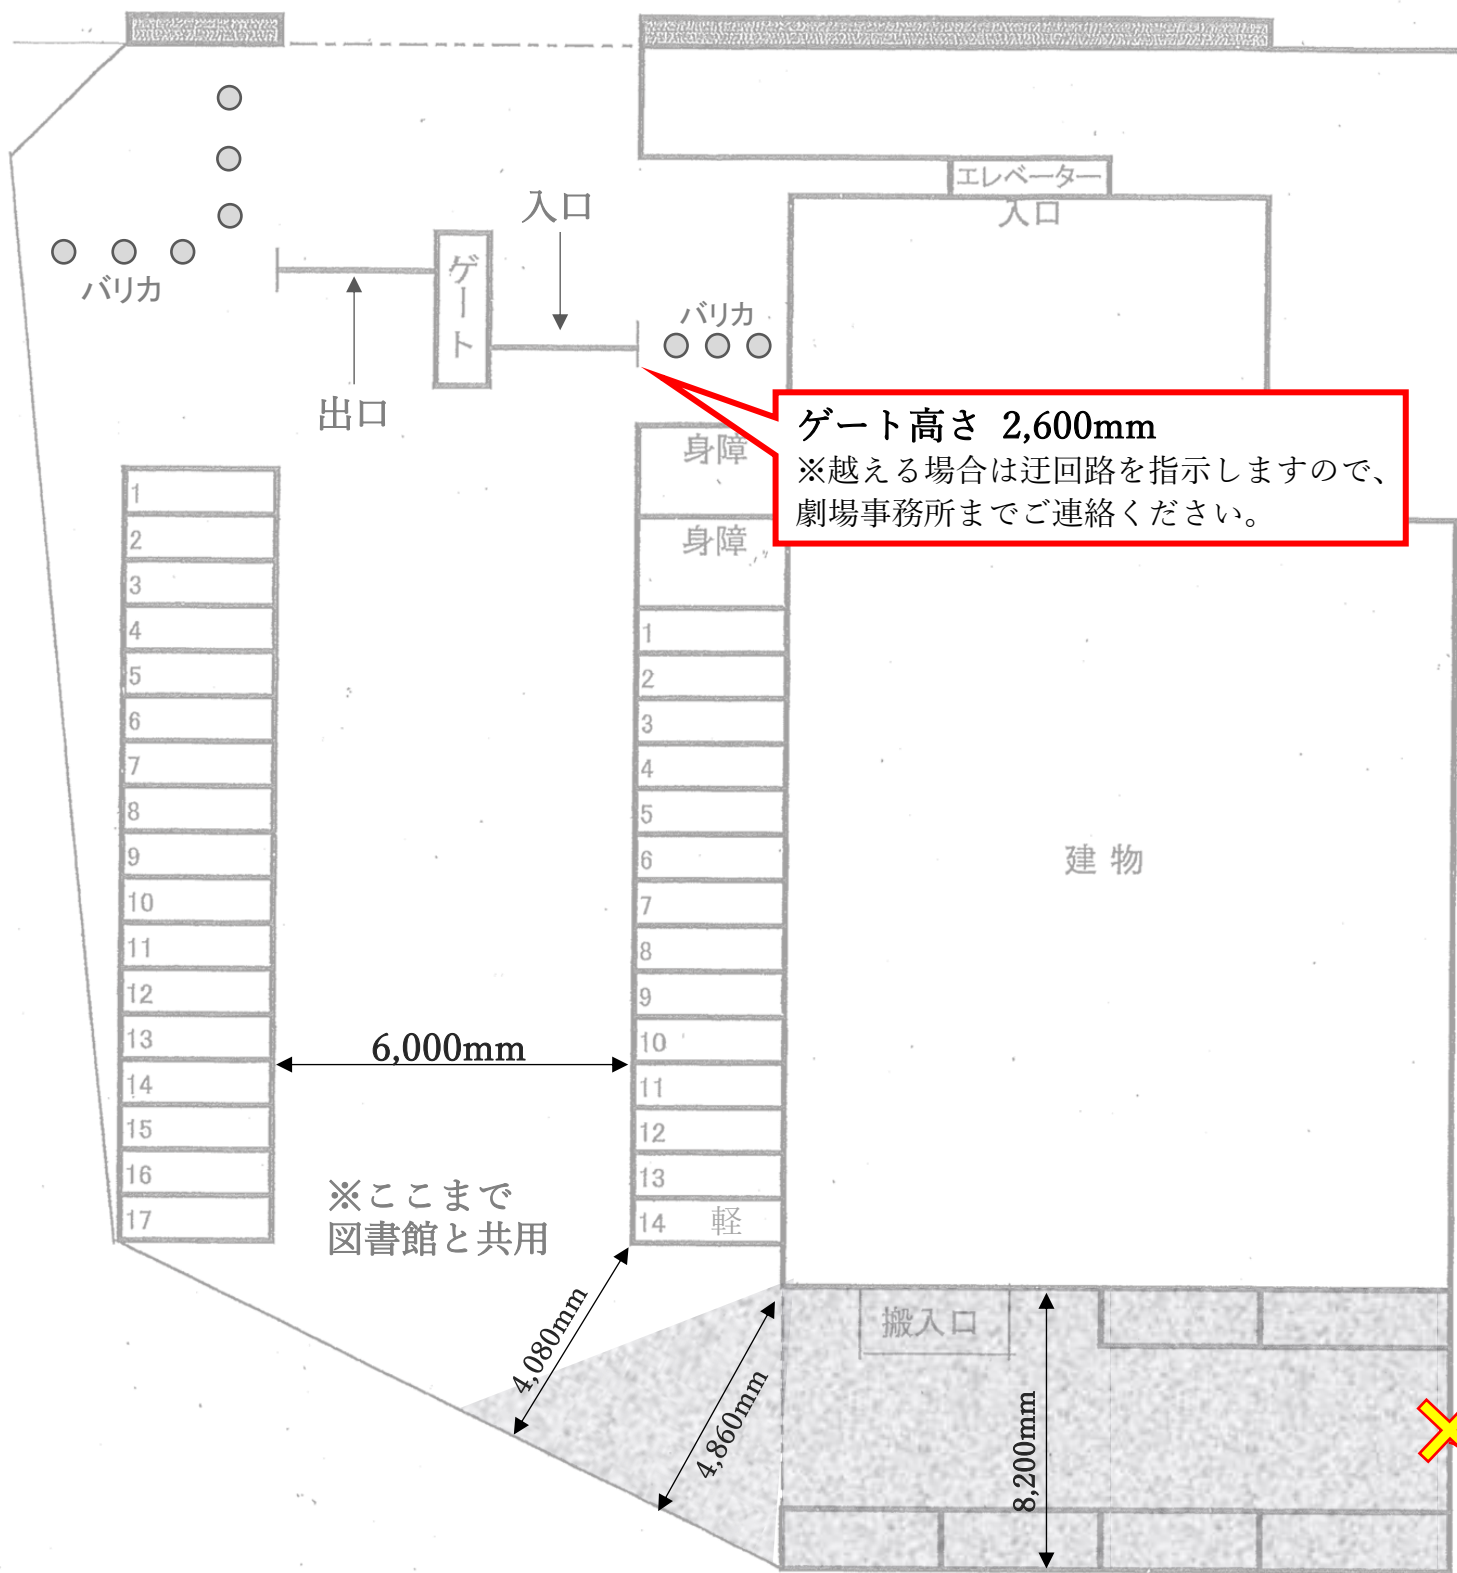 エレベーター
入口
入口
バリカ
ゲート
バリカ
出口
ゲート高さ 2,600mm
※越える場合は迂回路を指示しますので、
劇場事務所までご連絡ください。
身障
身障
1
2
3
4
5
6
7
8
9
10
11
12
13
14
15
16
17
1
2
3
4
5
6
7
8
9
10
11
12
13
14 軽
建物
6,000mm
※ここまで
図書館と共用
4,080mm
4,860mm
搬入口
8,200mm